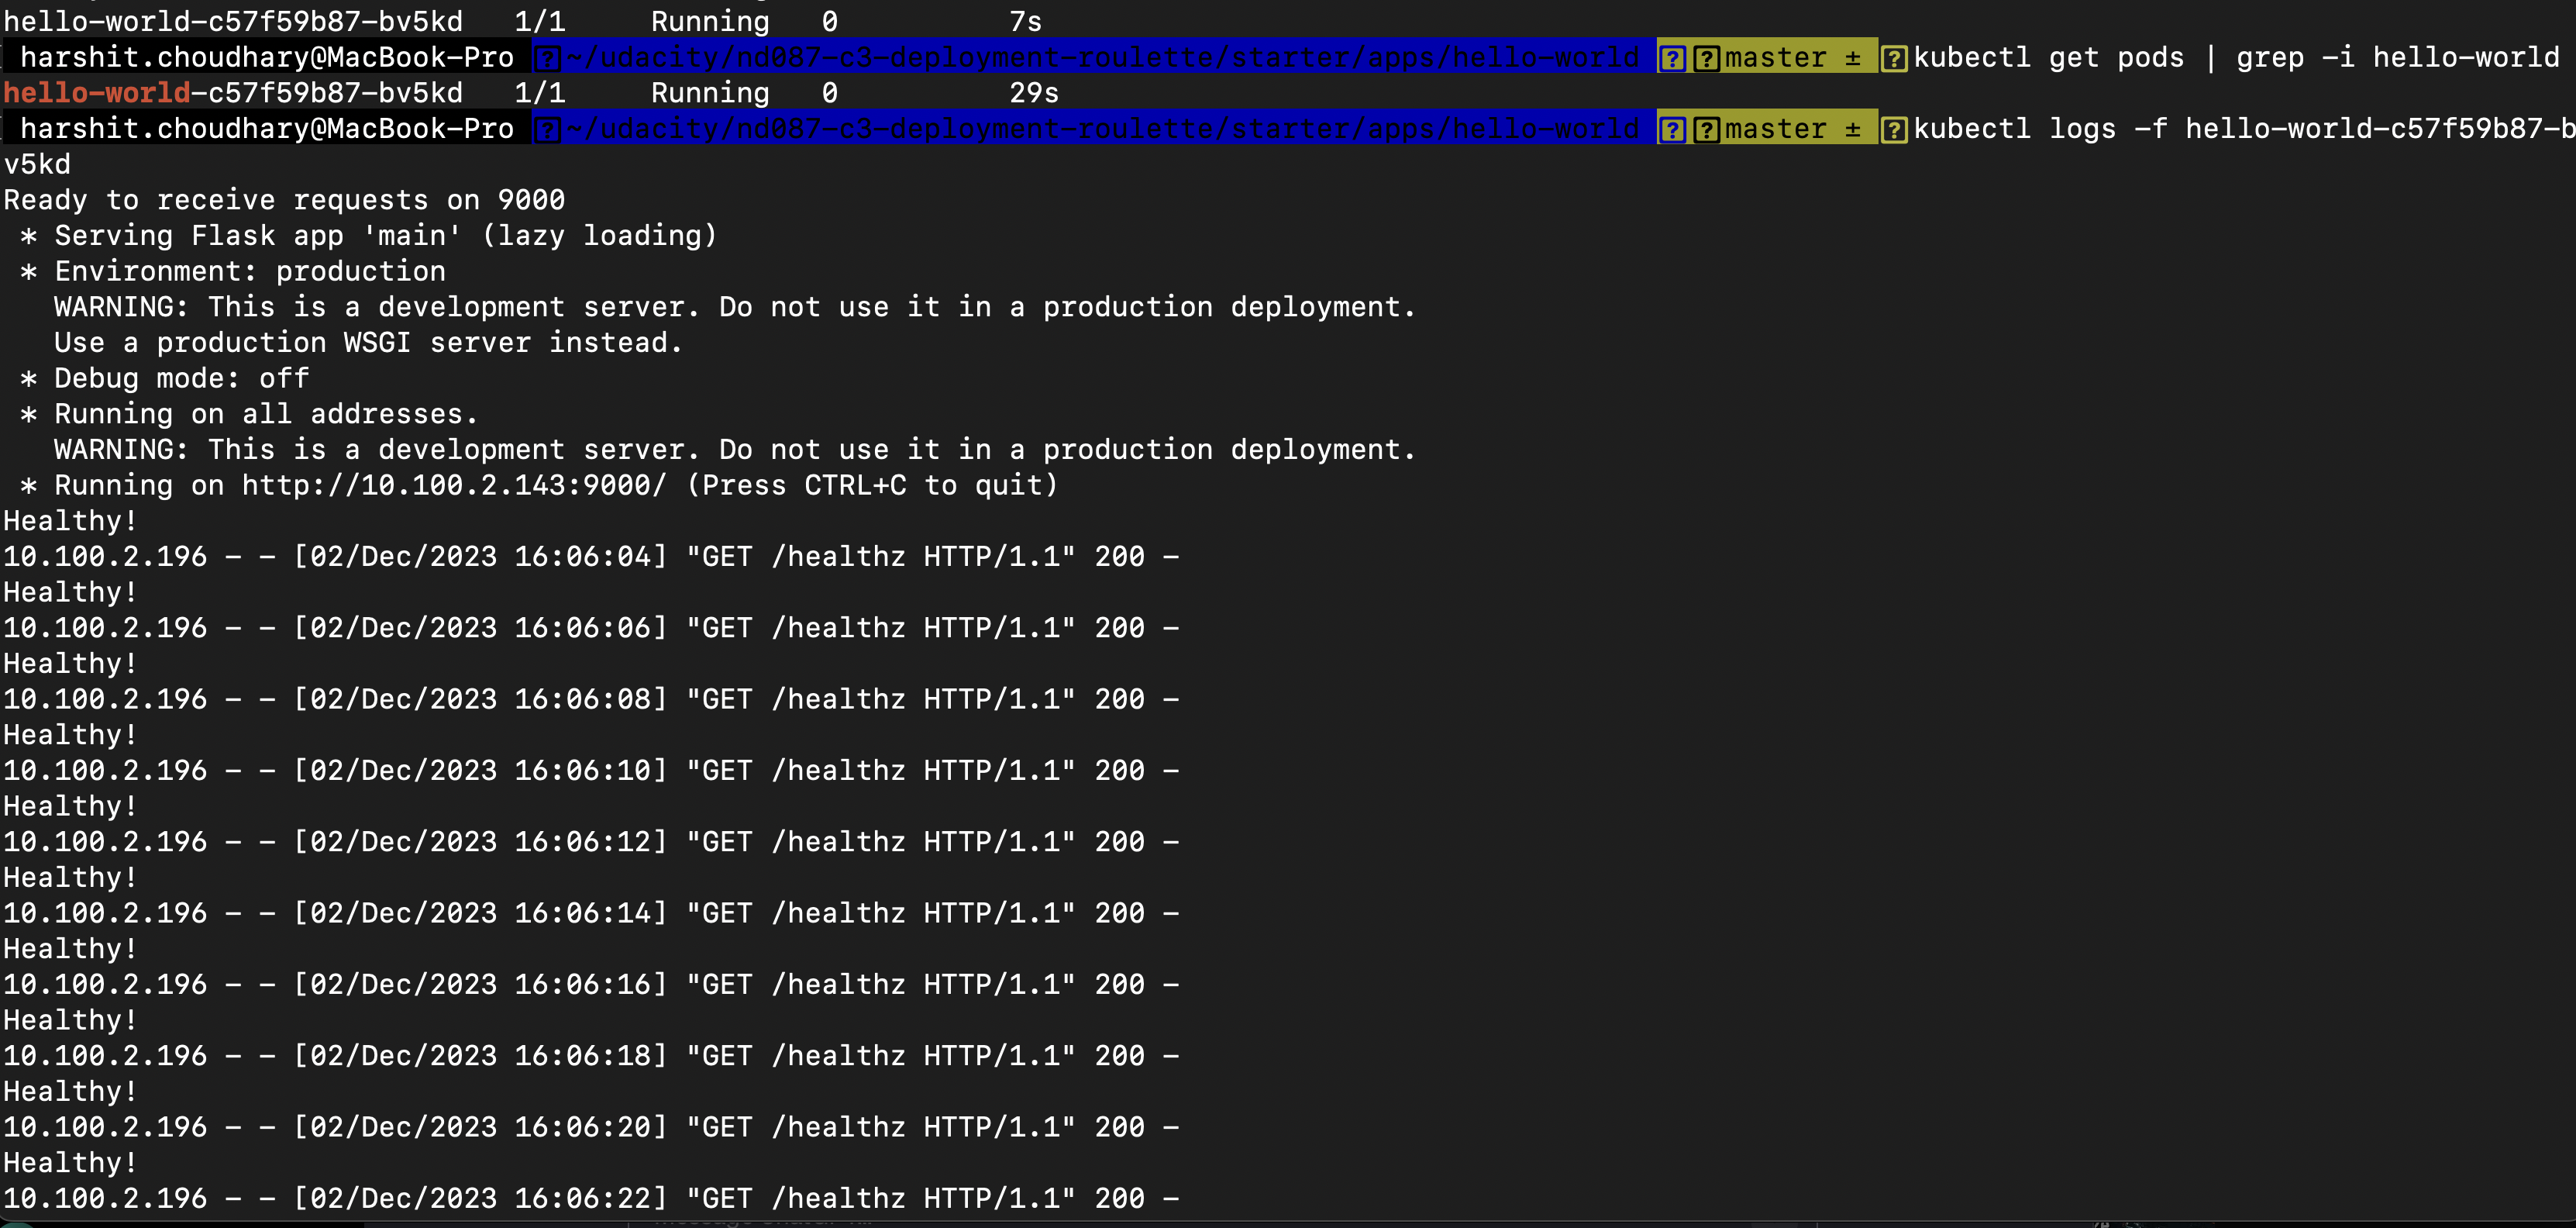 hello-world-c57f59b87-bv5kd   1/1     Running   0          7s
harshit.choudhary@MacBook-Pro ~/udacity/nd087-c3-deployment-roulette/starter/apps/hello-world master ± kubectl get pods | grep -i hello-world
hello-world-c57f59b87-bv5kd   1/1     Running   0          29s
harshit.choudhary@MacBook-Pro ~/udacity/nd087-c3-deployment-roulette/starter/apps/hello-world master ± kubectl logs -f hello-world-c57f59b87-b
v5kd
Ready to receive requests on 9000
 * Serving Flask app 'main' (lazy loading)
 * Environment: production
   WARNING: This is a development server. Do not use it in a production deployment.
   Use a production WSGI server instead.
 * Debug mode: off
 * Running on all addresses.
   WARNING: This is a development server. Do not use it in a production deployment.
 * Running on http://10.100.2.143:9000/ (Press CTRL+C to quit)
Healthy!
10.100.2.196 - - [02/Dec/2023 16:06:04] "GET /healthz HTTP/1.1" 200 -
Healthy!
10.100.2.196 - - [02/Dec/2023 16:06:06] "GET /healthz HTTP/1.1" 200 -
Healthy!
10.100.2.196 - - [02/Dec/2023 16:06:08] "GET /healthz HTTP/1.1" 200 -
Healthy!
10.100.2.196 - - [02/Dec/2023 16:06:10] "GET /healthz HTTP/1.1" 200 -
Healthy!
10.100.2.196 - - [02/Dec/2023 16:06:12] "GET /healthz HTTP/1.1" 200 -
Healthy!
10.100.2.196 - - [02/Dec/2023 16:06:14] "GET /healthz HTTP/1.1" 200 -
Healthy!
10.100.2.196 - - [02/Dec/2023 16:06:16] "GET /healthz HTTP/1.1" 200 -
Healthy!
10.100.2.196 - - [02/Dec/2023 16:06:18] "GET /healthz HTTP/1.1" 200 -
Healthy!
10.100.2.196 - - [02/Dec/2023 16:06:20] "GET /healthz HTTP/1.1" 200 -
Healthy!
10.100.2.196 - - [02/Dec/2023 16:06:22] "GET /healthz HTTP/1.1" 200 -